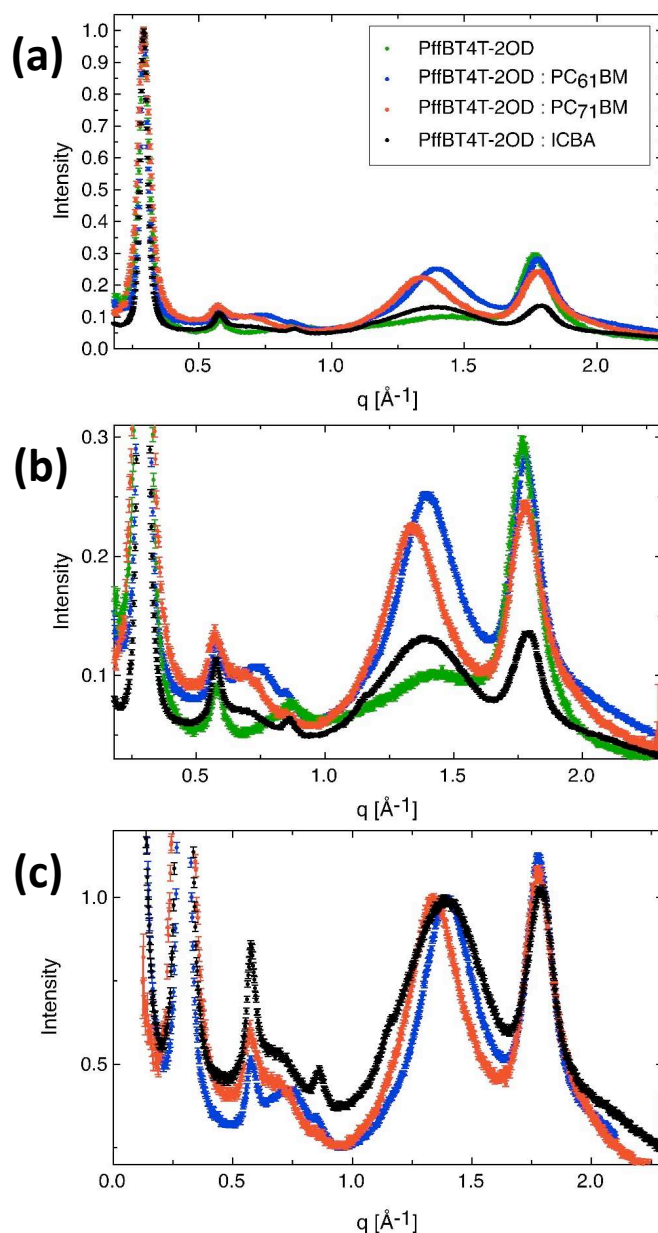 (a)
1.0
0.9
0.8
0.7
0.6
0.5
0.4
0.3
0.2
0.1
0.0
Intensity
PffBT4T-2OD
PffBT4T-2OD : PC61BM
PffBT4T-2OD : PC71BM
PffBT4T-2OD : ICBA
0.5 1.0 1.5 2.0
q [Å-1]
(b)
0.3
0.2
0.1
Intensity
0.5 1.0 1.5 2.0
q [Å-1]
(c)
1.0
0.5
Intensity
0.0 0.5 1.0 1.5 2.0
q [Å-1]